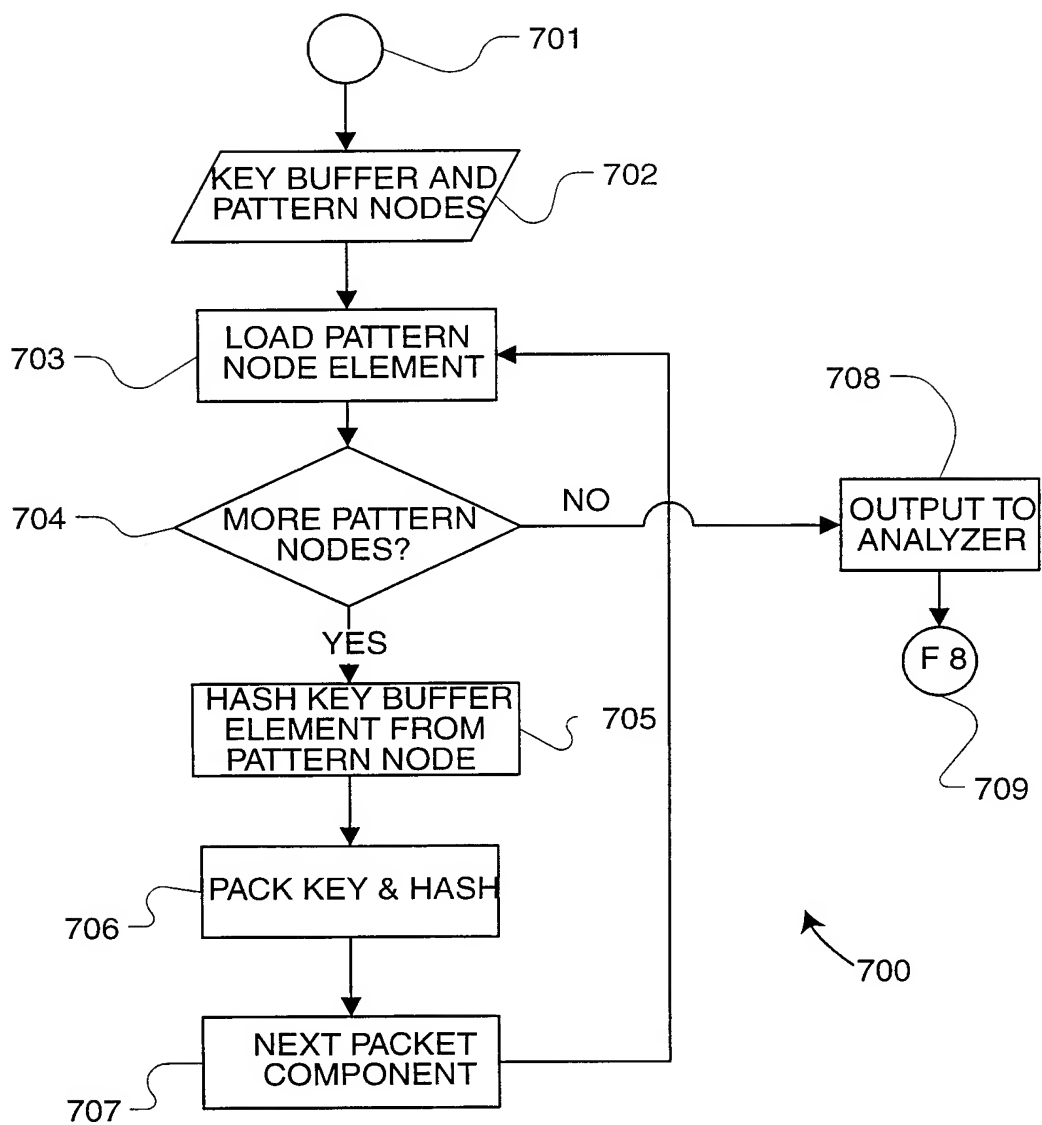 701
KEY BUFFER AND
PATTERN NODES
702
LOAD PATTERN
NODE ELEMENT
703
708
MORE PATTERN
NODES?
704
NO
OUTPUT TO
ANALYZER
YES
F 8
HASH KEY BUFFER
ELEMENT FROM
PATTERN NODE
705
709
PACK KEY & HASH
706
700
NEXT PACKET
COMPONENT
707